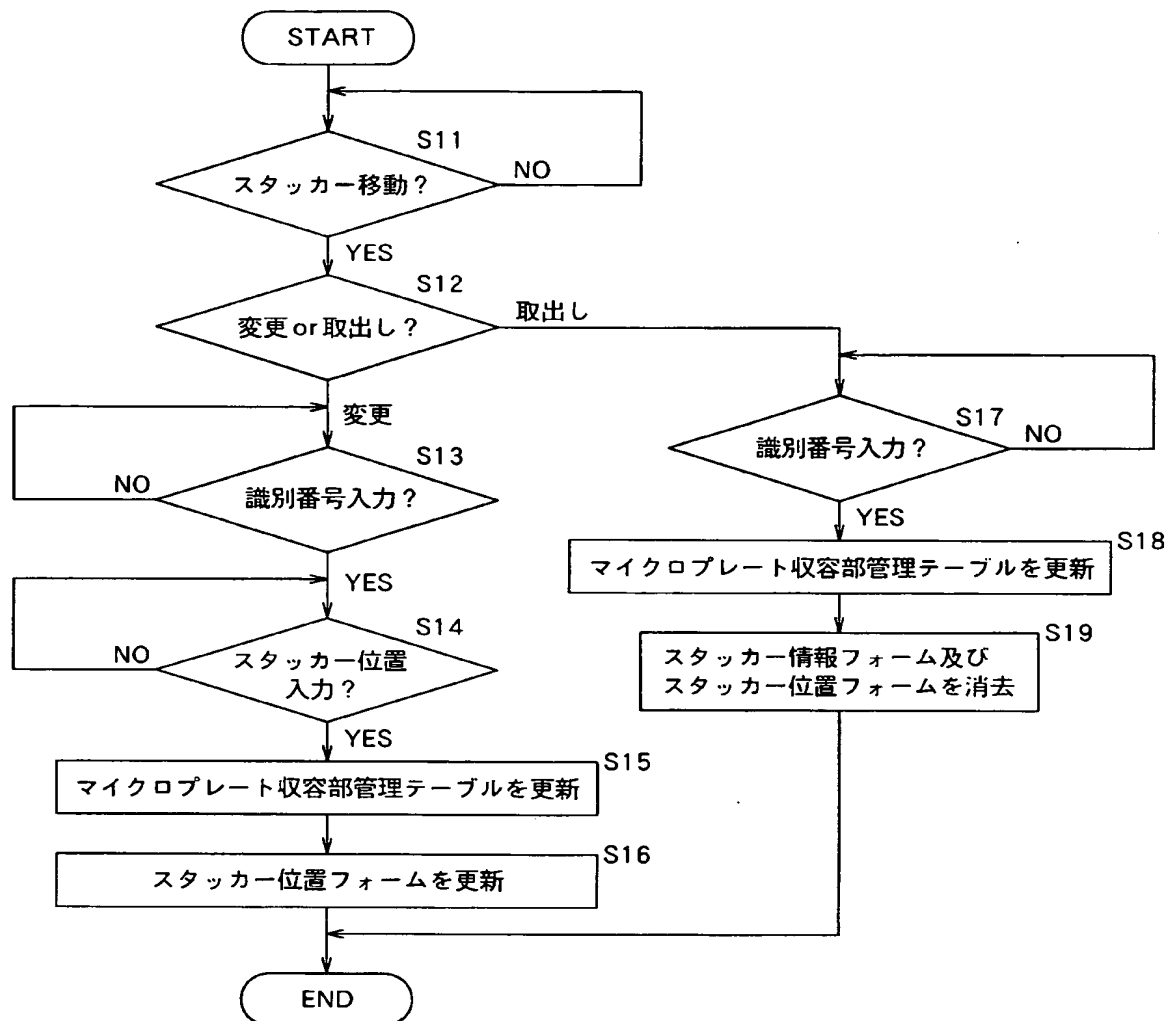 START
S11
スタッカー移動?
NO
YES
S12
変更or取出し?
取出し
変更
S13
識別番号入力?
NO
YES
S14
スタッカー位置
入力?
NO
YES
S15
マイクロプレート収容部管理テーブルを更新
S16
スタッカー位置フォームを更新
S17
識別番号入力?
NO
YES
S18
マイクロプレート収容部管理テーブルを更新
S19
スタッカー情報フォーム及び
スタッカー位置フォームを消去
END